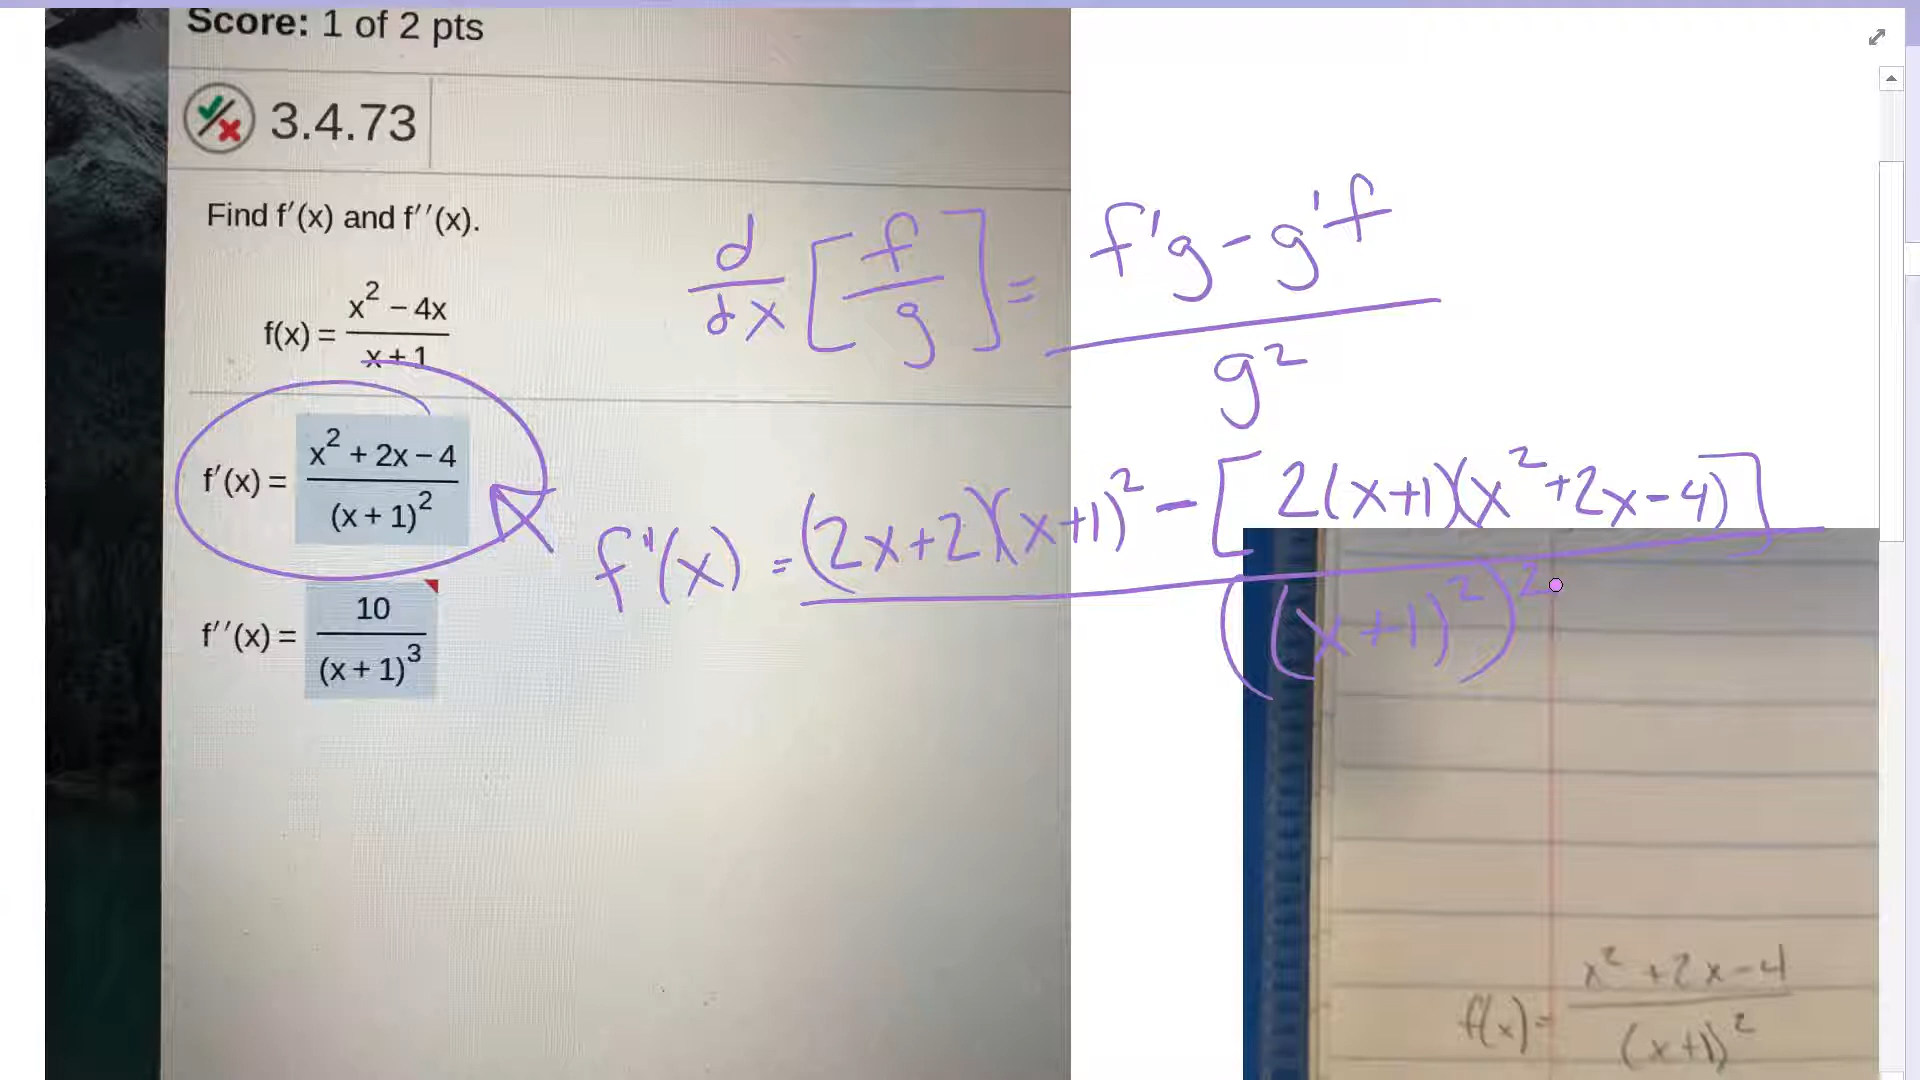 Score: 1 of 2 pts
3.4.73
Find f′(x) and f′′(x).
f(x) = (x² − 4x)/(x + 1)
d/dx [f/g] = (f'g − g'f)/g²
f′(x) = (x² + 2x − 4)/(x + 1)²
f"(x) = ((2x+2)(x+1)² − [2(x+1)(x²+2x−4)])/((x+1)²)²
f′′(x) = 10/(x + 1)³
f(x) = (x² + 2x − 4)/(x+1)²